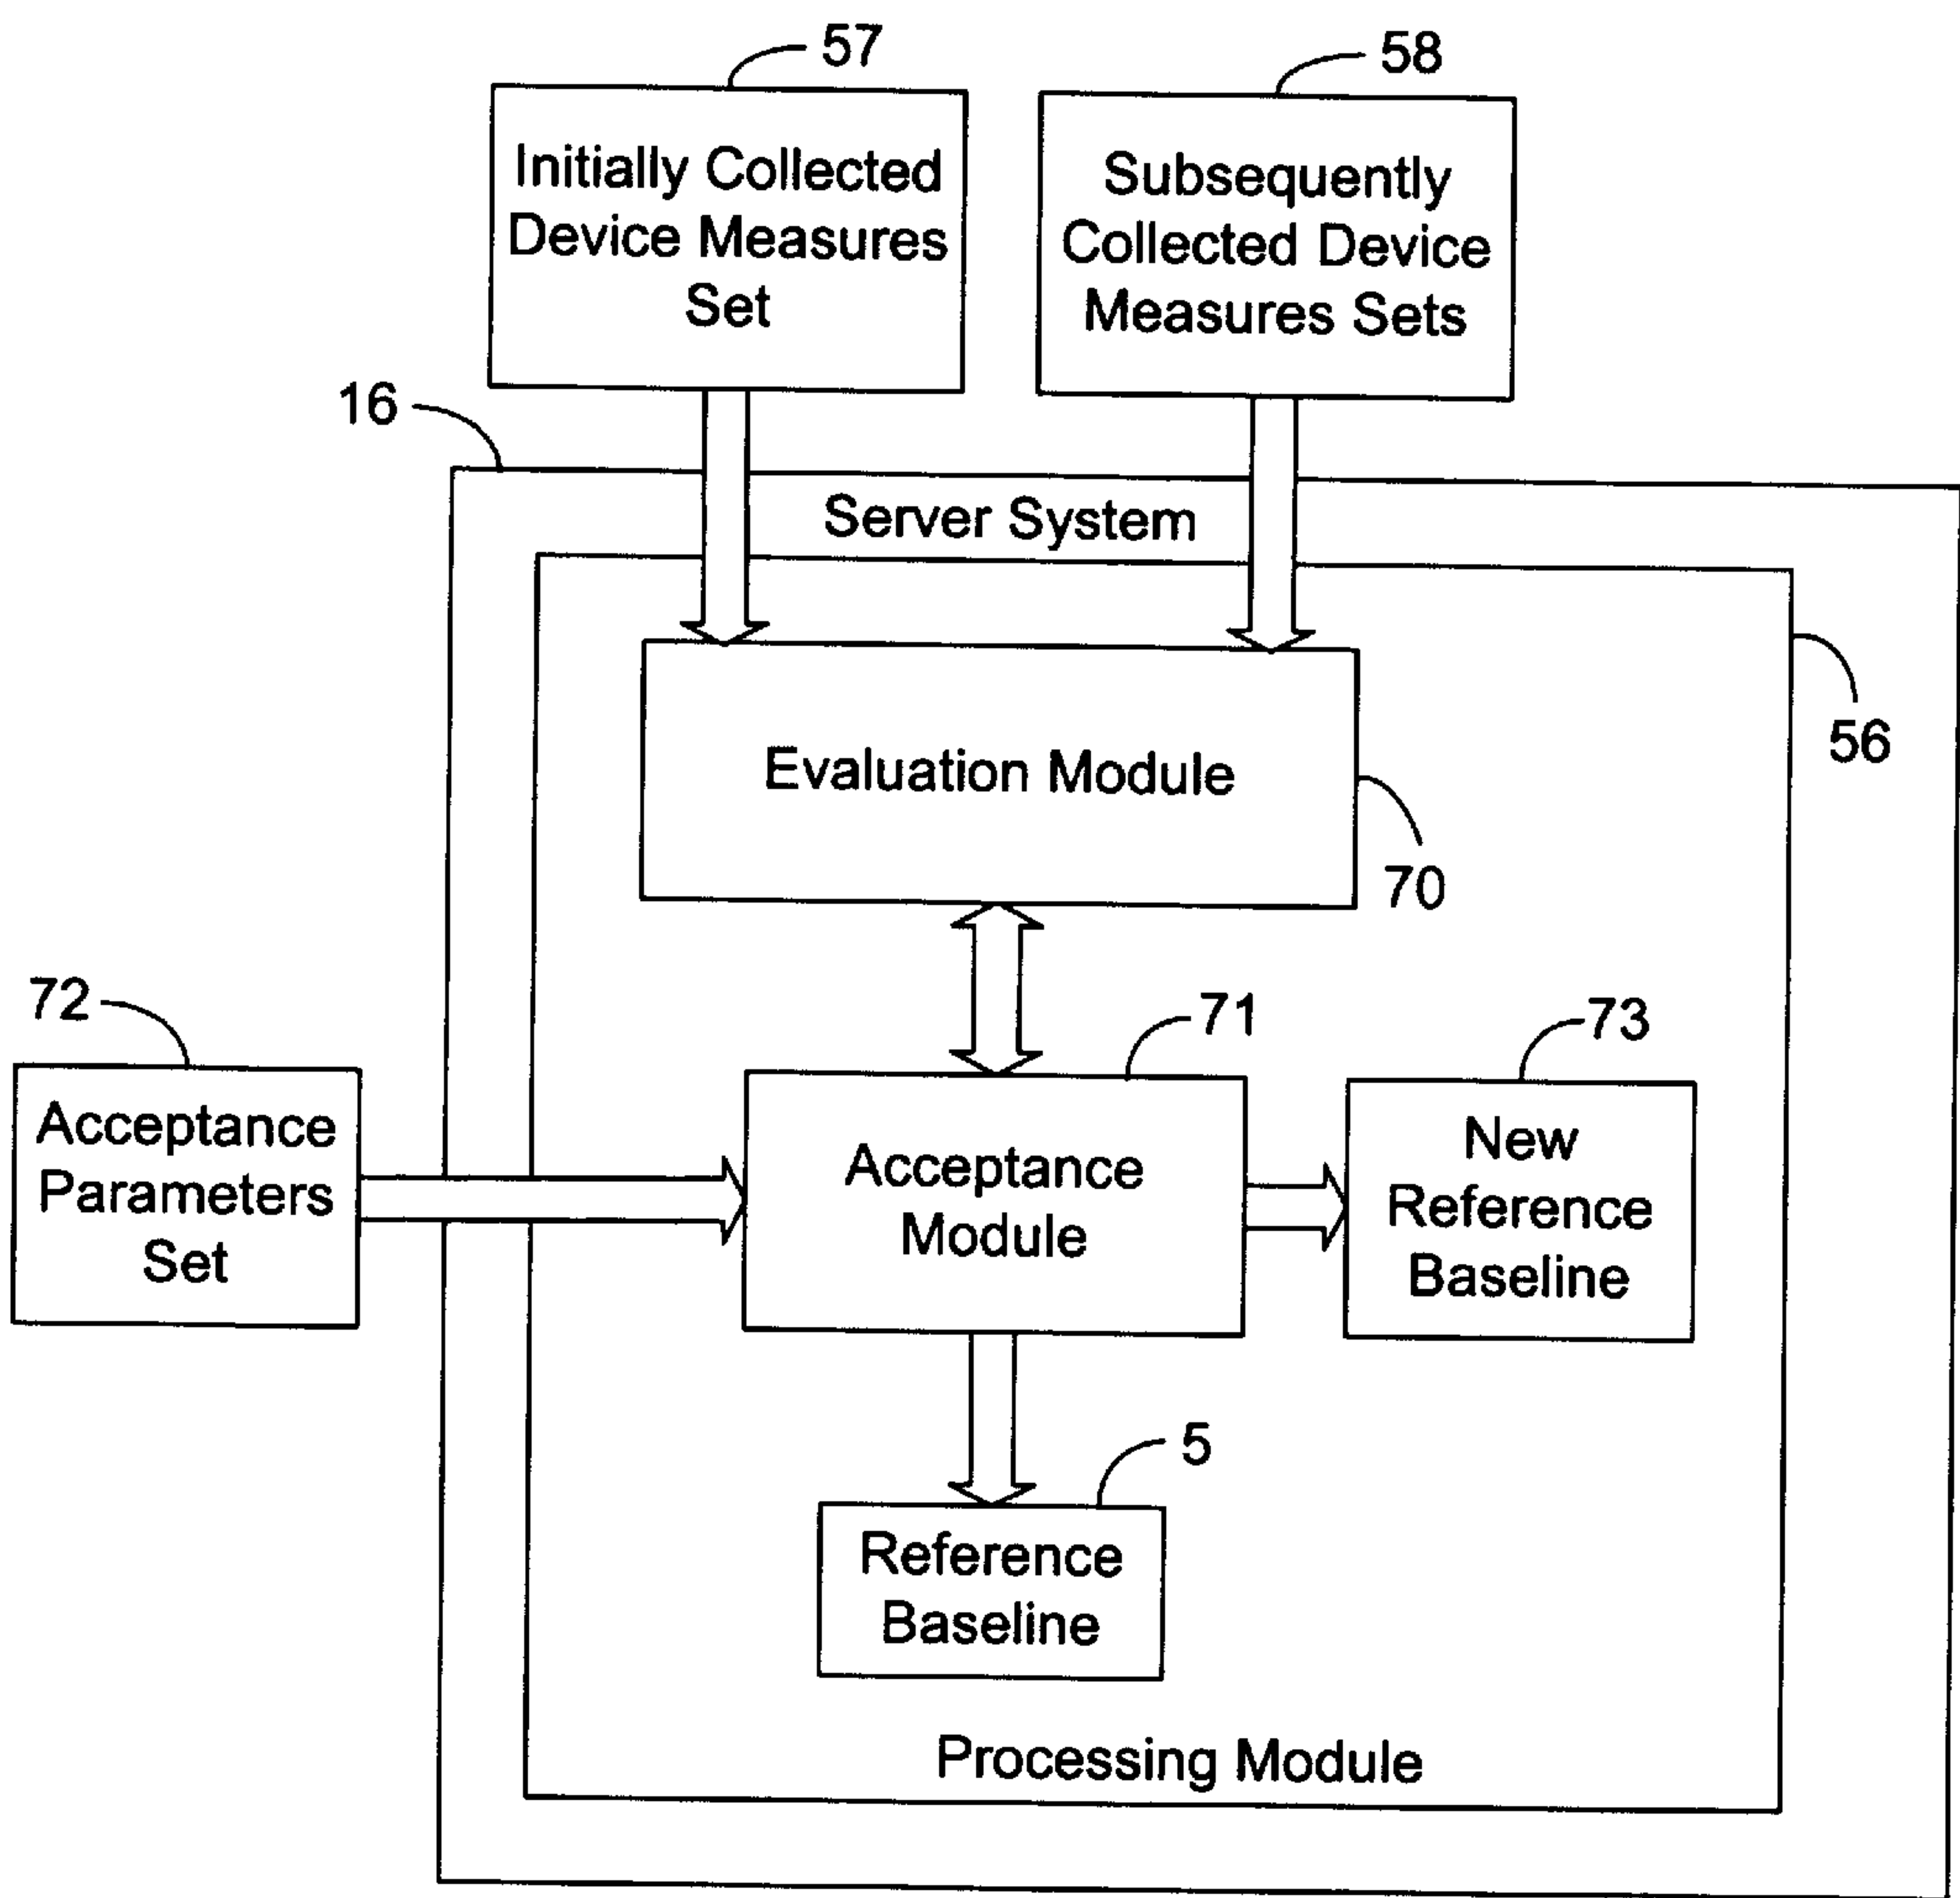 57
58
Initially Collected
Device Measures
Set
Subsequently
Collected Device
Measures Sets
16
Server System
56
Evaluation Module
70
72
71
73
Acceptance
Parameters
Set
Acceptance
Module
New
Reference
Baseline
5
Reference
Baseline
Processing Module